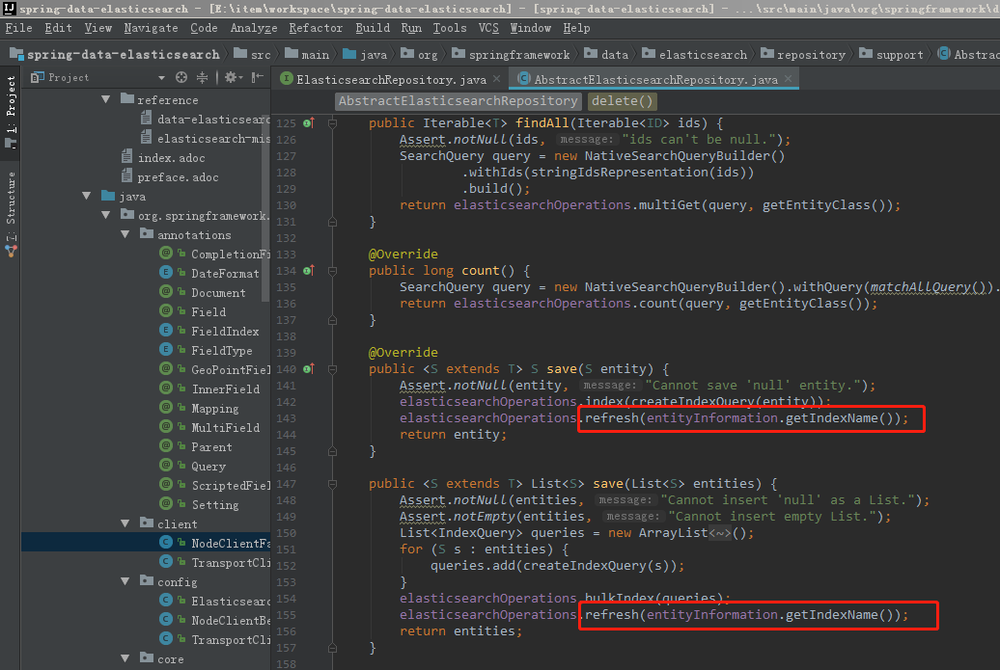 spring-data-elasticsearch - [E:\item\workspace\spring-data-elasticsearch] - [spring-data-elasticsearch] - ...\src\main\java\org\springframework\d
File Edit View Navigate Code Analyze Refactor Build Run Tools VCS Window Help
spring-data-elasticsearch src main java org springframework data elasticsearch repository support Abstrac
1: Project
7: Structure
Project
ElasticsearchRepository.java AbstractElasticsearchRepository.java
AbstractElasticsearchRepository delete()
reference
data-elasticsearc
elasticsearch-mis
index.adoc
preface.adoc
java
org.springframework.
annotations
CompletionFi
DateFormat
Document
Field
FieldIndex
FieldType
GeoPointFiel
InnerField
Mapping
MultiField
Parent
Query
ScriptedFiel
Setting
client
NodeClientFa
TransportCli
config
Elasticsearc
NodeClientBe
TransportCli
core
125 public Iterable<T> findAll(Iterable<ID> ids) {
126 Assert.notNull(ids, message: "ids can't be null.");
127 SearchQuery query = new NativeSearchQueryBuilder()
128 .withIds(stringIdsRepresentation(ids))
129 .build();
130 return elasticsearchOperations.multiGet(query, getEntityClass());
131 }
132
133 @Override
134 public long count() {
135 SearchQuery query = new NativeSearchQueryBuilder().withQuery(matchAllQuery()).
136 return elasticsearchOperations.count(query, getEntityClass());
137 }
138
139 @Override
140 public <S extends T> S save(S entity) {
141 Assert.notNull(entity, message: "Cannot save 'null' entity.");
142 elasticsearchOperations.index(createIndexQuery(entity));
143 elasticsearchOperations.refresh(entityInformation.getIndexName());
144 return entity;
145 }
146
147 public <S extends T> List<S> save(List<S> entities) {
148 Assert.notNull(entities, message: "Cannot insert 'null' as a List.");
149 Assert.notEmpty(entities, message: "Cannot insert empty List.");
150 List<IndexQuery> queries = new ArrayList<~>();
151 for (S s : entities) {
152 queries.add(createIndexQuery(s));
153 }
154 elasticsearchOperations.bulkIndex(queries);
155 elasticsearchOperations.refresh(entityInformation.getIndexName());
156 return entities;
157 }
158